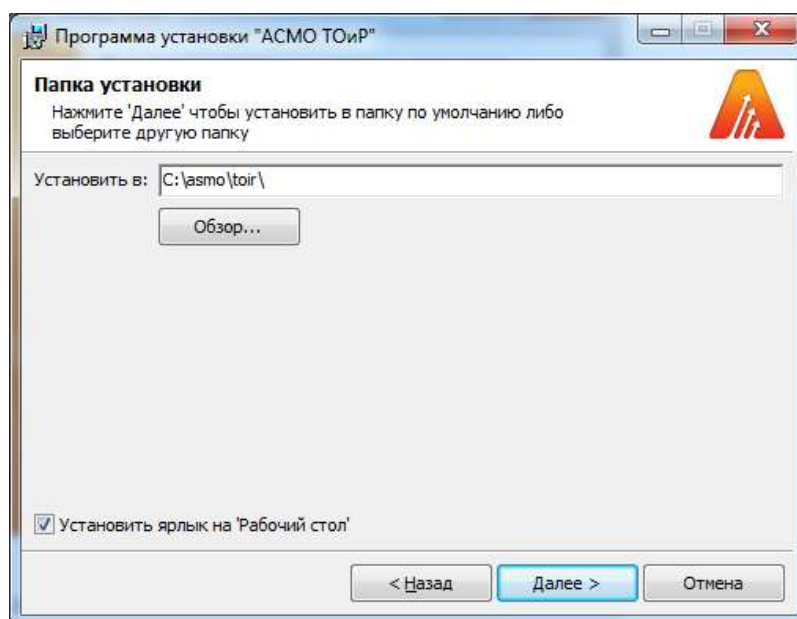 Программа установки "АСМО ТОиР"
Папка установки
Нажмите 'Далее' чтобы установить в папку по умолчанию либо
выберите другую папку
Установить в: C:\asmo\toir\
Обзор...
Установить ярлык на 'Рабочий стол'
< Назад Далее > Отмена